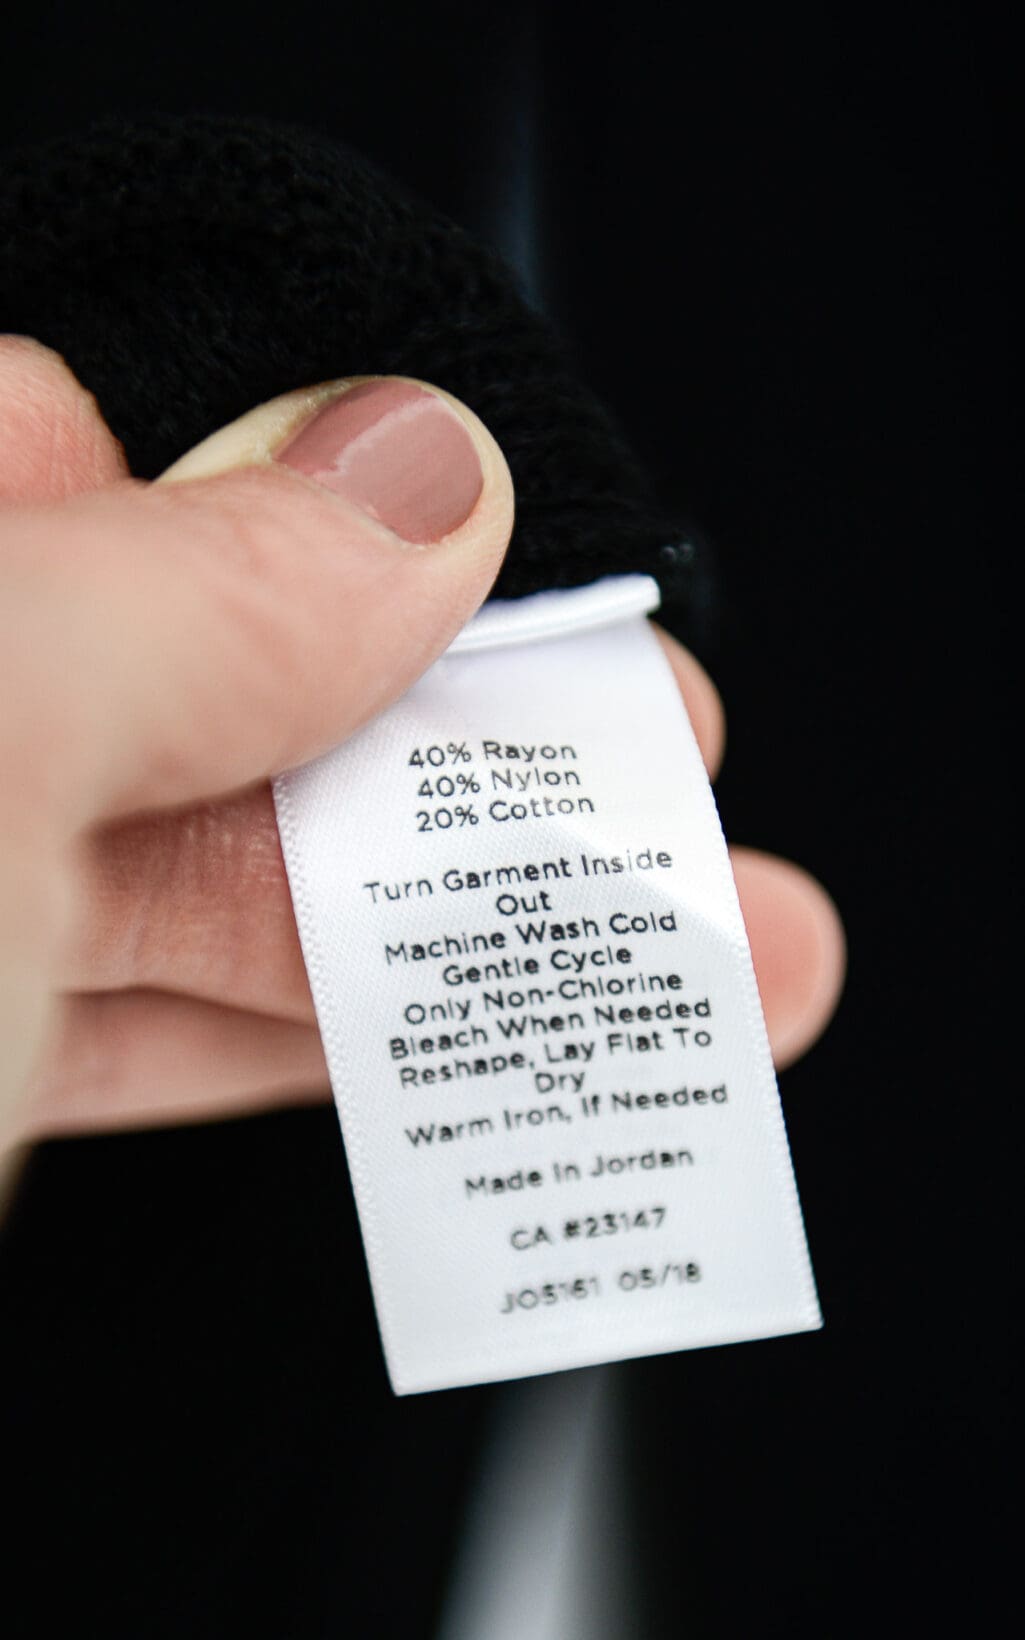 40% Rayon
40% Nylon
20% Cotton
Turn Garment Inside
Out
Machine Wash Cold
Gentle Cycle
Only Non-Chlorine
Bleach When Needed
Reshape, Lay Flat To
Dry
Warm Iron, If Needed
Made In Jordan
CA #23147
JO5161 05/18